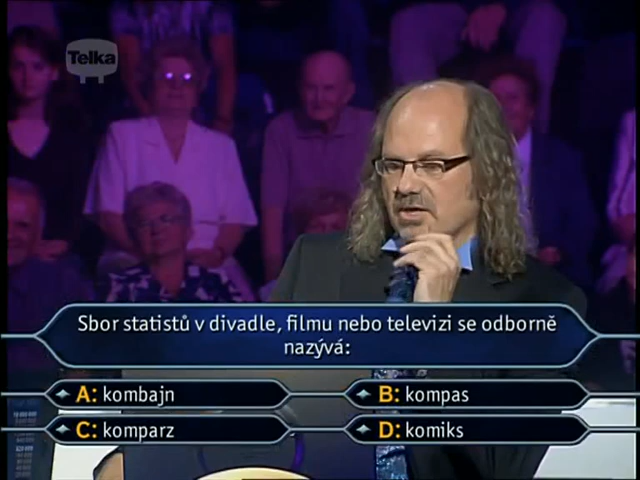 Telka
Sbor statistů v divadle, filmu nebo televizi se odborně
nazývá:
A: kombajn
B: kompas
C: komparz
D: komiks